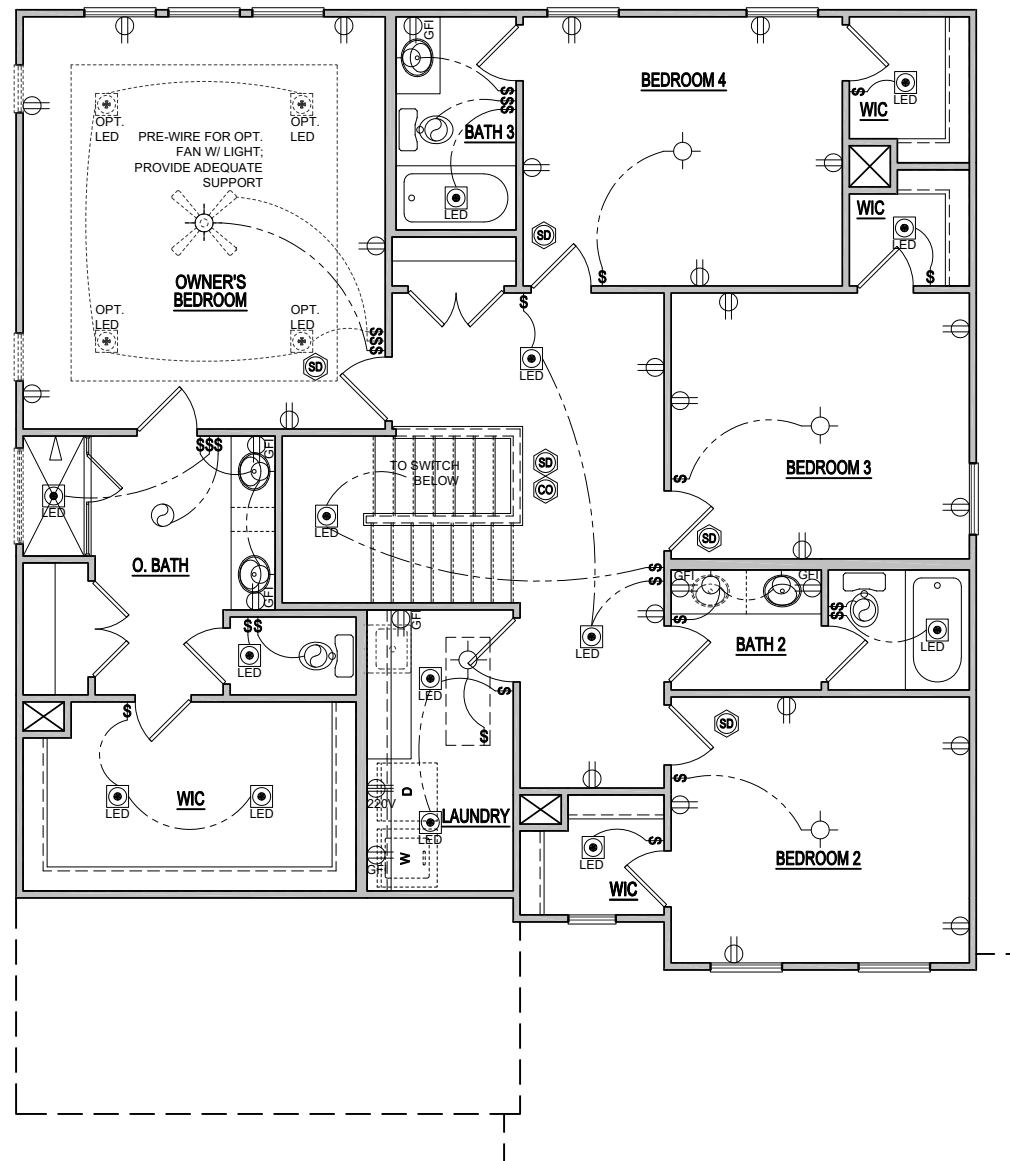 GFI
BEDROOM 4
LED
WIC
OPT.
LED
OPT.
LED
PRE-WIRE FOR OPT.
FAN W/ LIGHT;
PROVIDE ADEQUATE
SUPPORT
$
$$$
BATH 3
LED
$
WIC
LED
SD
$
$
OWNER'S
BEDROOM
OPT.
LED
OPT.
LED
$$$
SD
$
LED
$$$
GFI
TO SWITCH
BELOW
SD
CO
BEDROOM 3
$
LED
LED
SD
O. BATH
GFI
$
$
GFI
GFI
$
$$
BATH 2
LED
GFI
$$
LED
LED
LED
$
$
$
SD
$
LED
WIC
LED
D
220V
LAUNDRY
LED
W
GFI
$
LED
WIC
BEDROOM 2